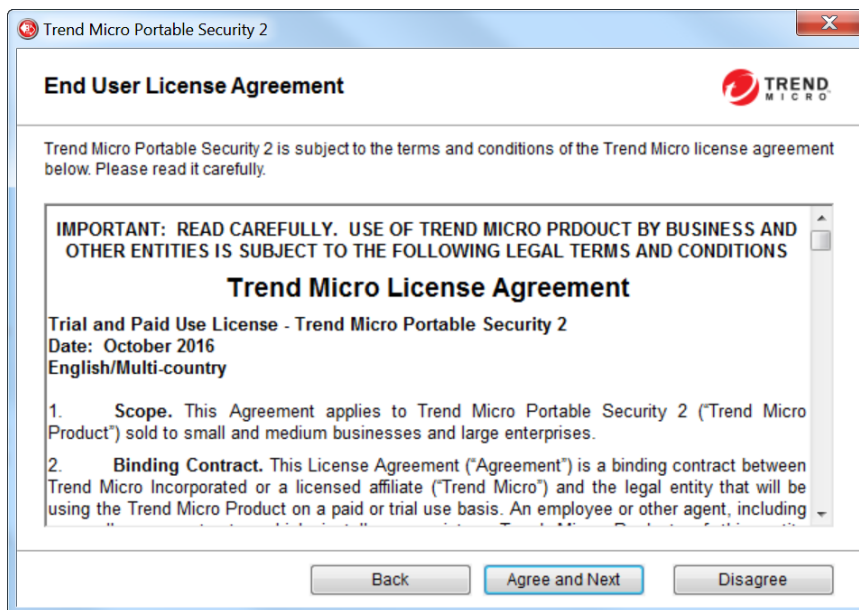 Trend Micro Portable Security 2
End User License Agreement
TREND
MICRO
Trend Micro Portable Security 2 is subject to the terms and conditions of the Trend Micro license agreement
below. Please read it carefully.
IMPORTANT: READ CAREFULLY. USE OF TREND MICRO PRDOUCT BY BUSINESS AND
OTHER ENTITIES IS SUBJECT TO THE FOLLOWING LEGAL TERMS AND CONDITIONS
Trend Micro License Agreement
Trial and Paid Use License - Trend Micro Portable Security 2
Date: October 2016
English/Multi-country
1. Scope. This Agreement applies to Trend Micro Portable Security 2 (“Trend Micro
Product”) sold to small and medium businesses and large enterprises.
2. Binding Contract. This License Agreement (“Agreement”) is a binding contract between
Trend Micro Incorporated or a licensed affiliate (“Trend Micro”) and the legal entity that will be
using the Trend Micro Product on a paid or trial use basis. An employee or other agent, including
Back
Agree and Next
Disagree